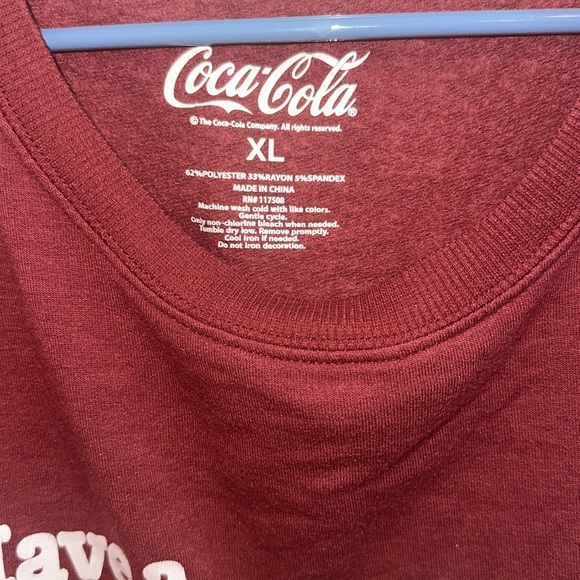 Coca-Cola®
© The Coca-Cola Company. All rights reserved.
XL
62%POLYESTER 33%RAYON 5%SPANDEX
MADE IN CHINA
RN# 117508
Machine wash cold with like colors.
Gentle cycle.
Only non-chlorine bleach when needed.
Tumble dry low. Remove promptly.
Cool iron if needed.
Do not iron decoration.
Have a